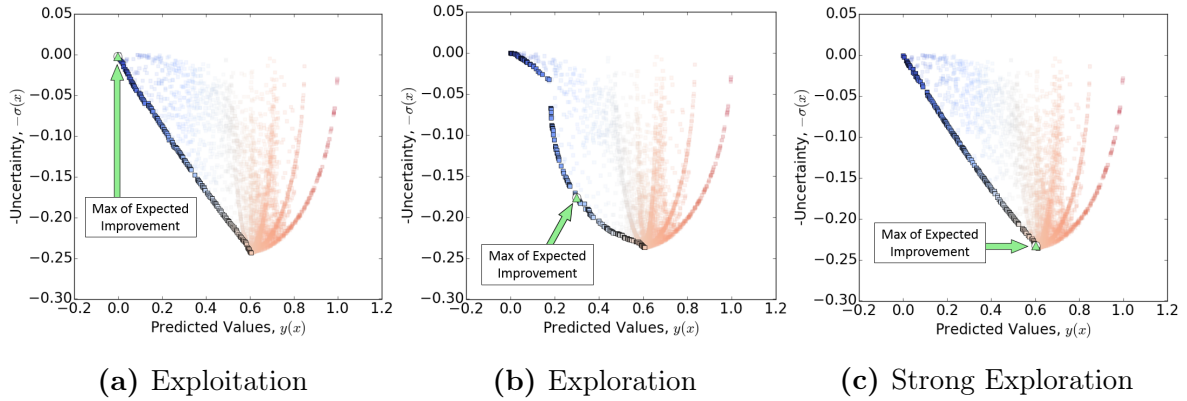 0.05
0.00
−0.05
−0.10
−0.15
−0.20
−0.25
−0.30
-Uncertainty, −σ(x)
Max of Expected
Improvement
−0.2 0.0 0.2 0.4 0.6 0.8 1.0 1.2
Predicted Values, y(x)
(a) Exploitation
0.05
0.00
−0.05
−0.10
−0.15
−0.20
−0.25
−0.30
-Uncertainty, −σ(x)
Max of Expected
Improvement
−0.2 0.0 0.2 0.4 0.6 0.8 1.0 1.2
Predicted Values, y(x)
(b) Exploration
0.05
0.00
−0.05
−0.10
−0.15
−0.20
−0.25
−0.30
-Uncertainty, −σ(x)
Max of Expected
Improvement
−0.2 0.0 0.2 0.4 0.6 0.8 1.0 1.2
Predicted Values, y(x)
(c) Strong Exploration